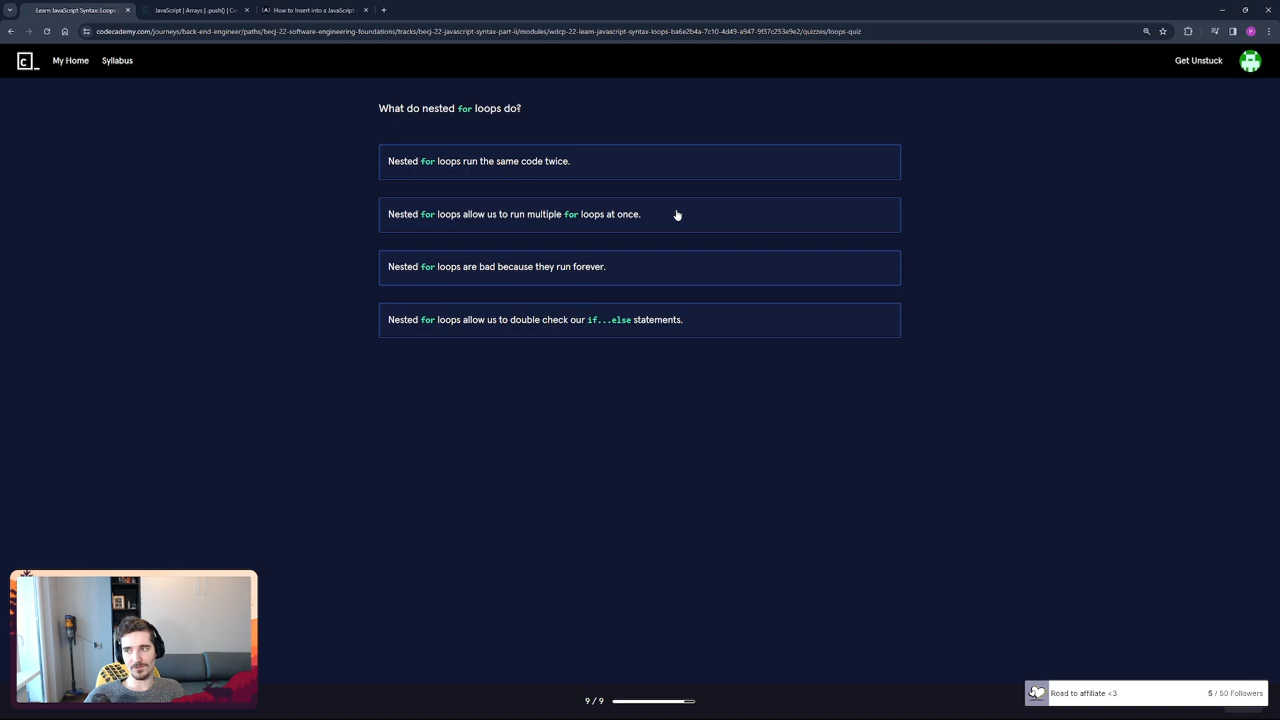 Learn JavaScript Syntax: Loops
JavaScript | Arrays | .push() | Co
How to Insert into a JavaScript
codecademy.com/journeys/back-end-engineer/paths/becj-22-software-engineering-foundations/tracks/becj-22-javascript-syntax-part-ii/modules/wdcp-22-learn-javascript-syntax-loops-ba6e2b4a-7c10-4d49-a947-9f37c253e9e2/quizzes/loops-quiz
c_ My Home Syllabus Get Unstuck
What do nested for loops do?
Nested for loops run the same code twice.
Nested for loops allow us to run multiple for loops at once.
Nested for loops are bad because they run forever.
Nested for loops allow us to double check our if...else statements.
9 / 9
Road to affiliate <3 5 / 50 Followers